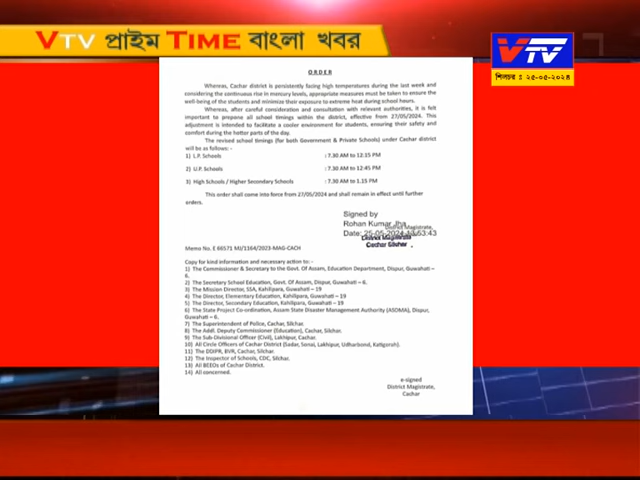 VTV প্রাইম TIME বাংলা খবর
VTV
শিলচর : ২৫-০৫-২০২৪
ORDER
Whereas, Cachar district is persistently facing high temperatures during the last week and
considering the continuous rise in mercury levels, appropriate measures must be taken to ensure the
well-being of the students and minimize their exposure to extreme heat during school hours.
Whereas, after careful consideration and consultation with relevant authorities, it is felt
important to prepone all school timings within the district, effective from 27/05/2024. This
adjustment is intended to facilitate a cooler environment for students, ensuring their safety and
comfort during the hotter parts of the day.
The revised school timings (for both Government & Private Schools) under Cachar district
will be as follows: -
1) L.P. Schools : 7.30 AM to 12:15 PM
2) U.P. Schools : 7.30 AM to 12:45 PM
3) High Schools / Higher Secondary Schools : 7.30 AM to 1.15 PM
This order shall come into force from 27/05/2024 and shall remain in effect until further
orders.
Signed by
Rohan Kumar Jha
District Magistrate,
Date: 25-05-2024 13:53:43
District Magistrate
Cachar Silchar
Memo No. E 66571 MJ/1164/2023-MAG-CACH
Copy for kind information and necessary action to: -
1) The Commissioner & Secretary to the Govt. Of Assam, Education Department, Dispur, Guwahati –
6.
2) The Secretary School Education, Govt. Of Assam, Dispur, Guwahati – 6.
3) The Mission Director, SSA, Kahilipara, Guwahati – 19
4) The Director, Elementary Education, Kahilipara, Guwahati – 19
5) The Director, Secondary Education, Kahilipara, Guwahati – 19
6) The State Project Co-ordination, Assam State Disaster Management Authority (ASDMA), Dispur,
Guwahati – 6.
7) The Superintendent of Police, Cachar, Silchar.
8) The Addl. Deputy Commissioner (Education), Cachar, Silchar.
9) The Sub-Divisional Officer (Civil), Lakhipur, Cachar.
10) All Circle Officers of Cachar District (Sadar, Sonai, Lakhipur, Udharbond, Katigorah).
11) The DDIPR, BVR, Cachar, Silchar.
12) The Inspector of Schools, CDC, Silchar.
13) All BEEOs of Cachar District.
14) All concerned.
e-signed
District Magistrate,
Cachar